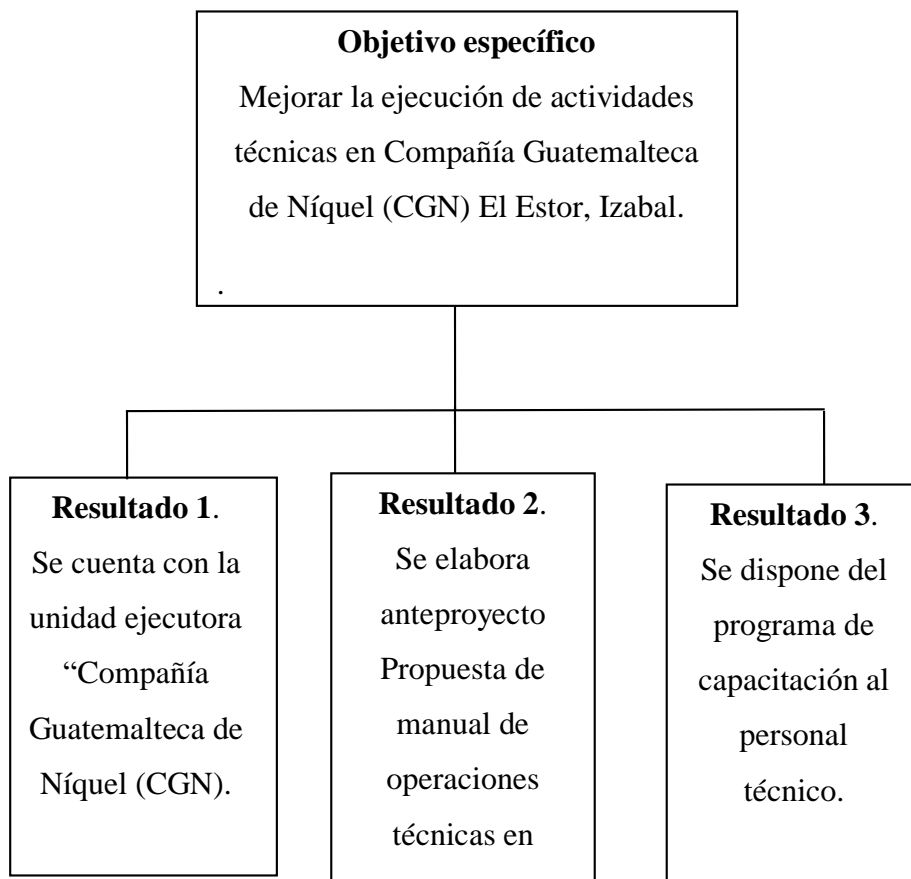 Objetivo específico
Mejorar la ejecución de actividades
técnicas en Compañía Guatemalteca
de Níquel (CGN) El Estor, Izabal.
.
Resultado 1.
Se cuenta con la
unidad ejecutora
“Compañía
Guatemalteca de
Níquel (CGN).
Resultado 2.
Se elabora
anteproyecto
Propuesta de
manual de
operaciones
técnicas en
Resultado 3.
Se dispone del
programa de
capacitación al
personal
técnico.